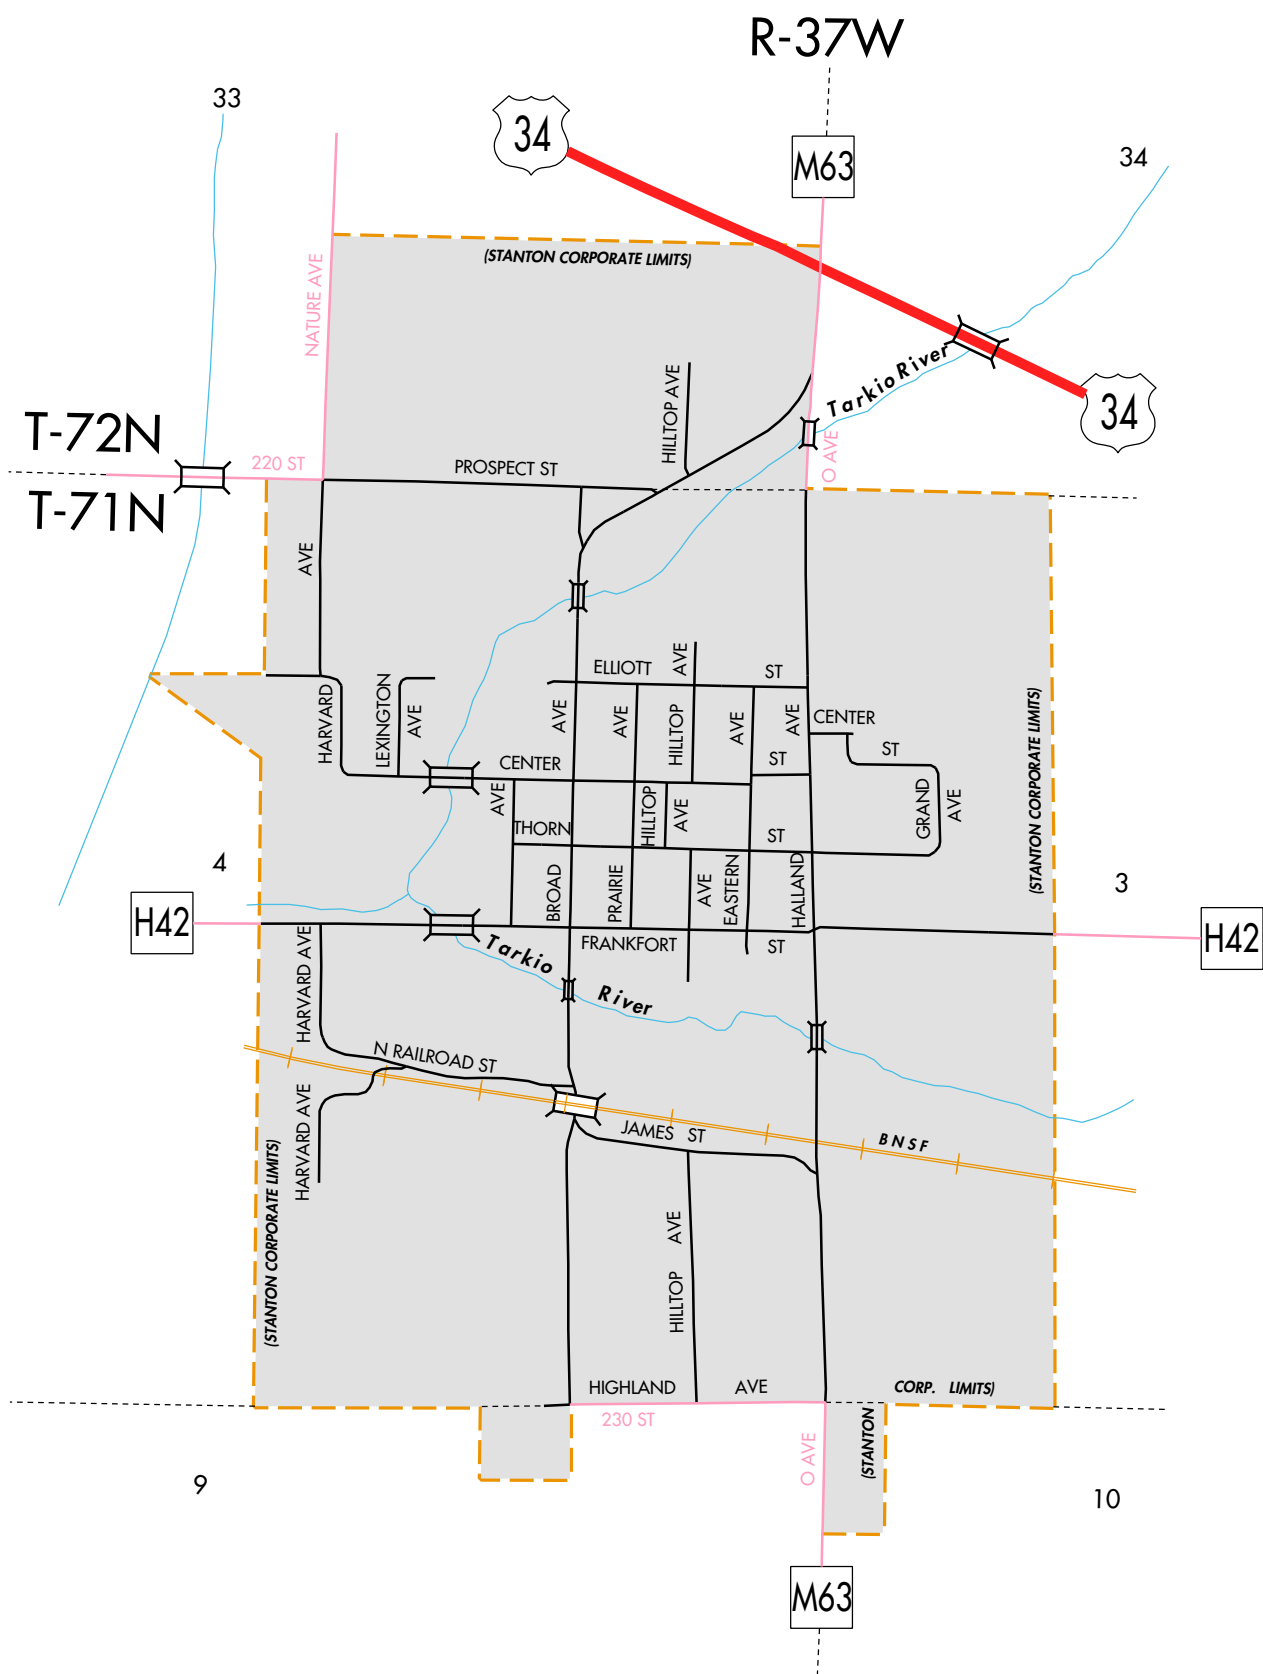 R-37W
33
34
M63
34
(STANTON CORPORATE LIMITS)
NATURE AVE
Tarkio River
HILLTOP AVE
34
T-72N
220 ST
PROSPECT ST
O AVE
T-71N
AVE
ELLIOTT
AVE
ST
HARVARD
LEXINGTON
AVE
AVE
AVE
HILLTOP
AVE
AVE
CENTER
(STANTON CORPORATE LIMITS)
CENTER
ST
ST
AVE
HILLTOP
AVE
GRAND
AVE
THORN
ST
4
BROAD
PRAIRIE
AVE
EASTERN
HALLAND
3
H42
FRANKFORT
ST
H42
HARVARD AVE
Tarkio
River
N RAILROAD ST
HARVARD AVE
JAMES ST
BNSF
(STANTON CORPORATE LIMITS)
AVE
HILLTOP
HIGHLAND AVE
CORP. LIMITS)
230 ST
O AVE
(STANTON
9
10
M63